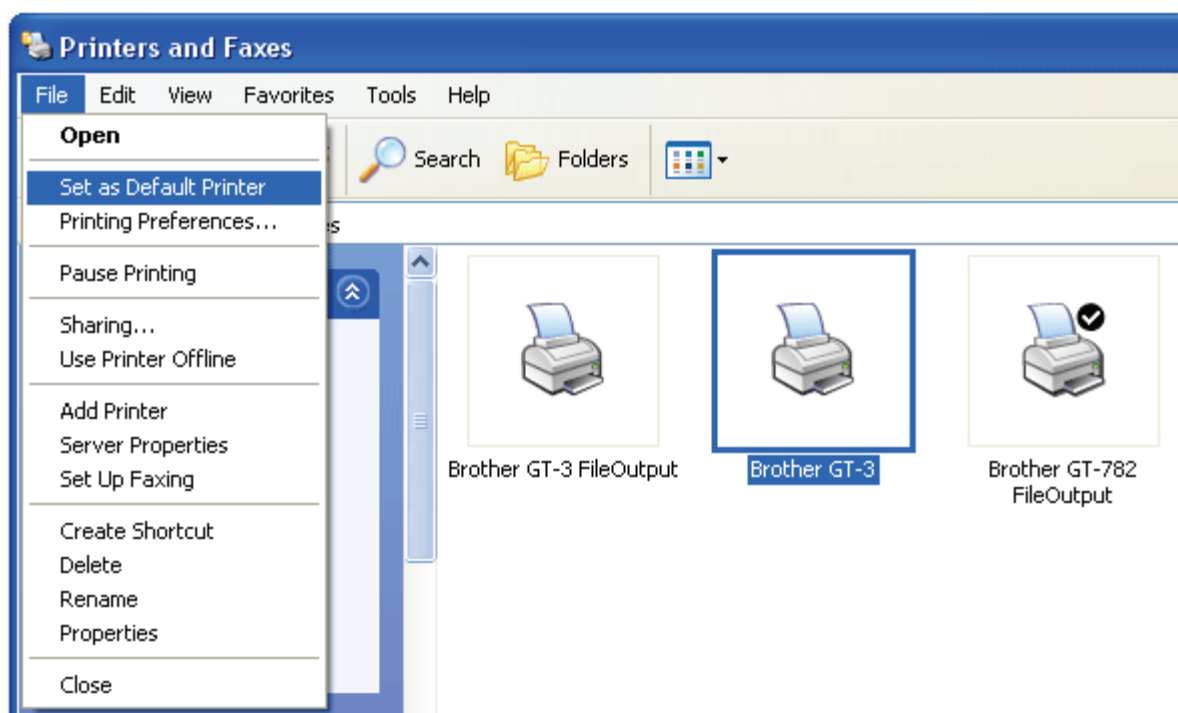 Printers and Faxes
File Edit View Favorites Tools Help
Open
Set as Default Printer
Printing Preferences...
Pause Printing
Sharing...
Use Printer Offline
Add Printer
Server Properties
Set Up Faxing
Create Shortcut
Delete
Rename
Properties
Close
Search Folders
Brother GT-3 FileOutput
Brother GT-3
Brother GT-782
FileOutput